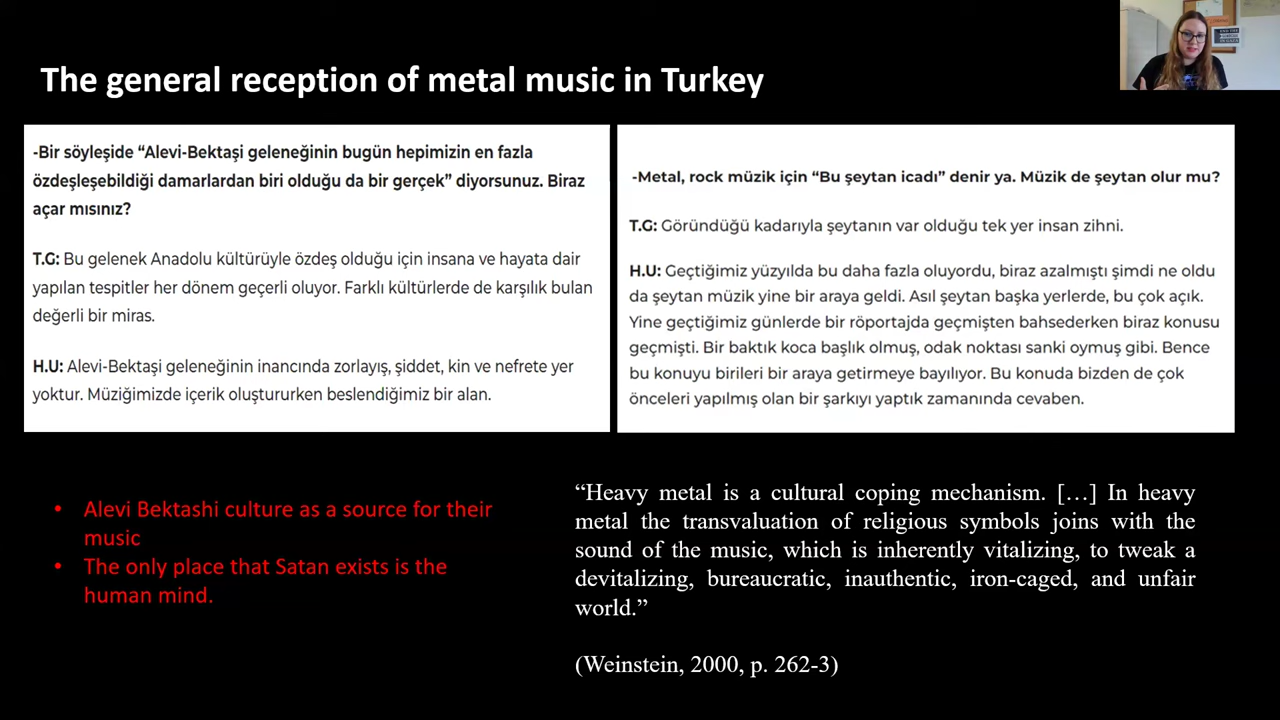 The general reception of metal music in Turkey
-Bir söyleşide “Alevi-Bektaşi geleneğinin bugün hepimizin en fazla
özdeşleşebildiği damarlardan biri olduğu da bir gerçek” diyorsunuz. Biraz
açar mısınız?
T.G: Bu gelenek Anadolu kültürüyle özdeş olduğu için insana ve hayata dair
yapılan tespitler her dönem geçerli oluyor. Farklı kültürlerde de karşılık bulan
değerli bir miras.
H.U: Alevi-Bektaşi geleneğinin inancında zorlayış, şiddet, kin ve nefrete yer
yoktur. Müziğimizde içerik oluştururken beslendiğimiz bir alan.
-Metal, rock müzik için “Bu şeytan icadı” denir ya. Müzik de şeytan olur mu?
T.G: Göründüğü kadarıyla şeytanın var olduğu tek yer insan zihni.
H.U: Geçtiğimiz yüzyılda bu daha fazla oluyordu, biraz azalmıştı şimdi ne oldu
da şeytan müzik yine bir araya geldi. Asıl şeytan başka yerlerde, bu çok açık.
Yine geçtiğimiz günlerde bir röportajda geçmişten bahsederken biraz konusu
geçmişti. Bir baktık koca başlık olmuş, odak noktası sanki oymuş gibi. Bence
bu konuyu birileri bir araya getirmeye bayılıyor. Bu konuda bizden de çok
önceleri yapılmış olan bir şarkıyı yaptık zamanında cevaben.
• Alevi Bektashi culture as a source for their
music
• The only place that Satan exists is the
human mind.
“Heavy metal is a cultural coping mechanism. […] In heavy
metal the transvaluation of religious symbols joins with the
sound of the music, which is inherently vitalizing, to tweak a
devitalizing, bureaucratic, inauthentic, iron-caged, and unfair
world.”
(Weinstein, 2000, p. 262-3)